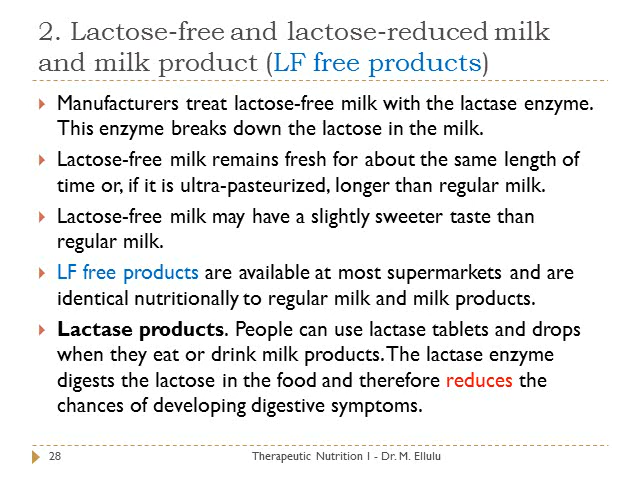 2. Lactose-free and lactose-reduced milk
and milk product (LF free products)
Manufacturers treat lactose-free milk with the lactase enzyme.
This enzyme breaks down the lactose in the milk.
Lactose-free milk remains fresh for about the same length of
time or, if it is ultra-pasteurized, longer than regular milk.
Lactose-free milk may have a slightly sweeter taste than
regular milk.
LF free products are available at most supermarkets and are
identical nutritionally to regular milk and milk products.
Lactase products. People can use lactase tablets and drops
when they eat or drink milk products. The lactase enzyme
digests the lactose in the food and therefore reduces the
chances of developing digestive symptoms.
28 Therapeutic Nutrition I - Dr. M. Ellulu